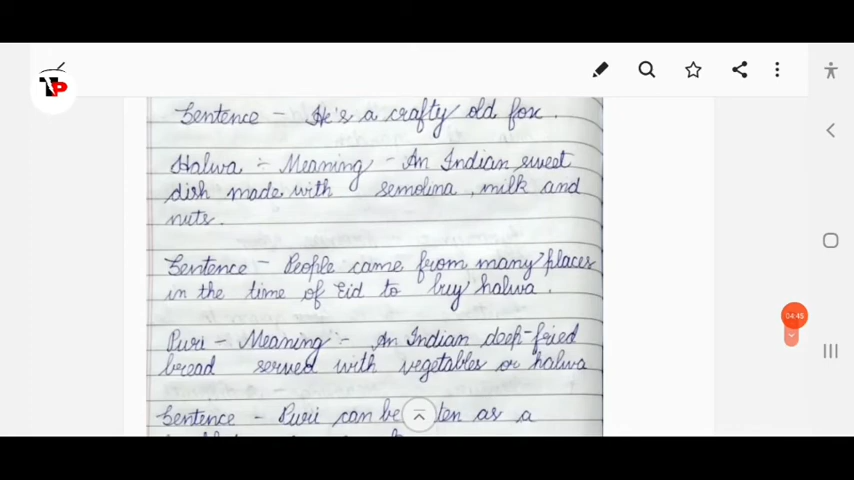 Sentence - He's a crafty old fox.
Halwa :- Meaning - An Indian sweet
dish made with semolina, milk and
nuts.
Sentence - People came from many places
in the time of Eid to buy halwa.
Puri - Meaning :- An Indian deep-fried
bread served with vegetables or halwa
Sentence - Puri can be ten as a
04:45